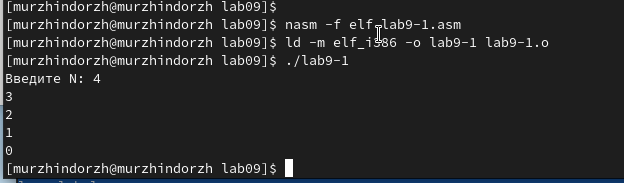 [murzhindorzh@murzhindorzh lab09]$
[murzhindorzh@murzhindorzh lab09]$ nasm -f elf lab9-1.asm
[murzhindorzh@murzhindorzh lab09]$ ld -m elf_i386 -o lab9-1 lab9-1.o
[murzhindorzh@murzhindorzh lab09]$ ./lab9-1
Введите N: 4
3
2
1
0
[murzhindorzh@murzhindorzh lab09]$